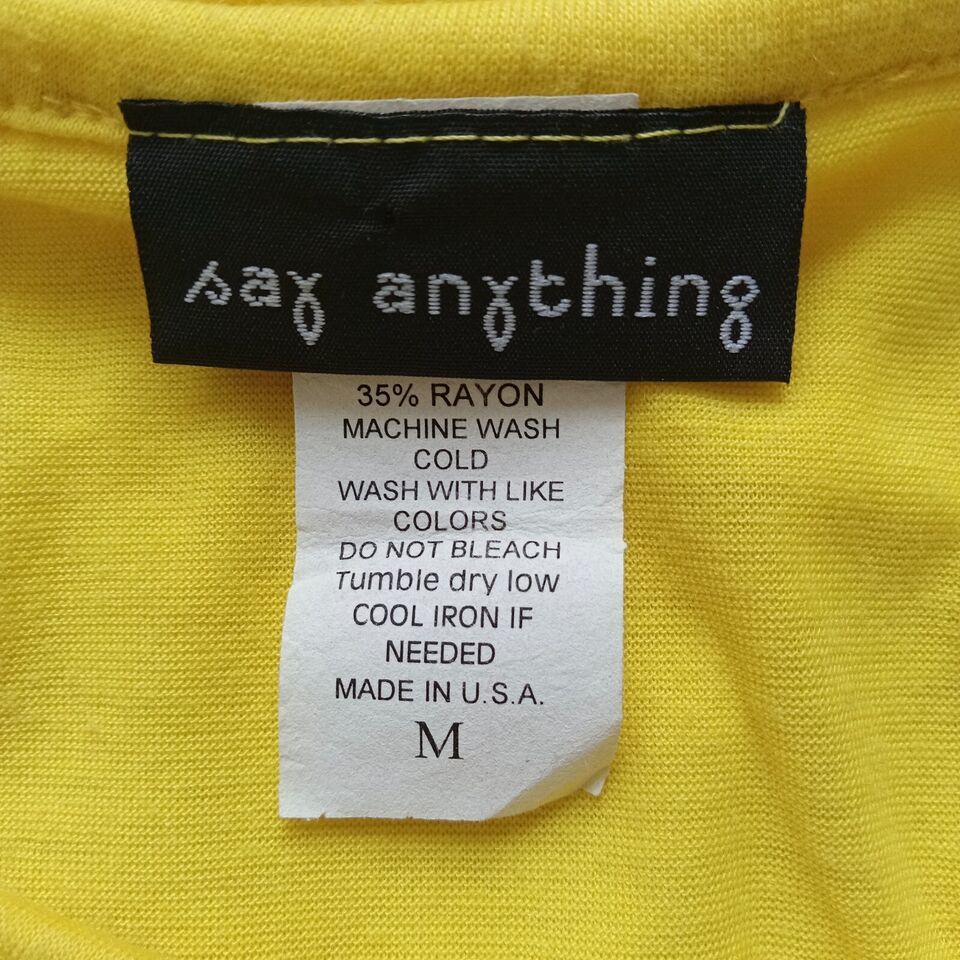 say anything
35% RAYON
MACHINE WASH
COLD
WASH WITH LIKE
COLORS
DO NOT BLEACH
Tumble dry low
COOL IRON IF
NEEDED
MADE IN U.S.A.
M